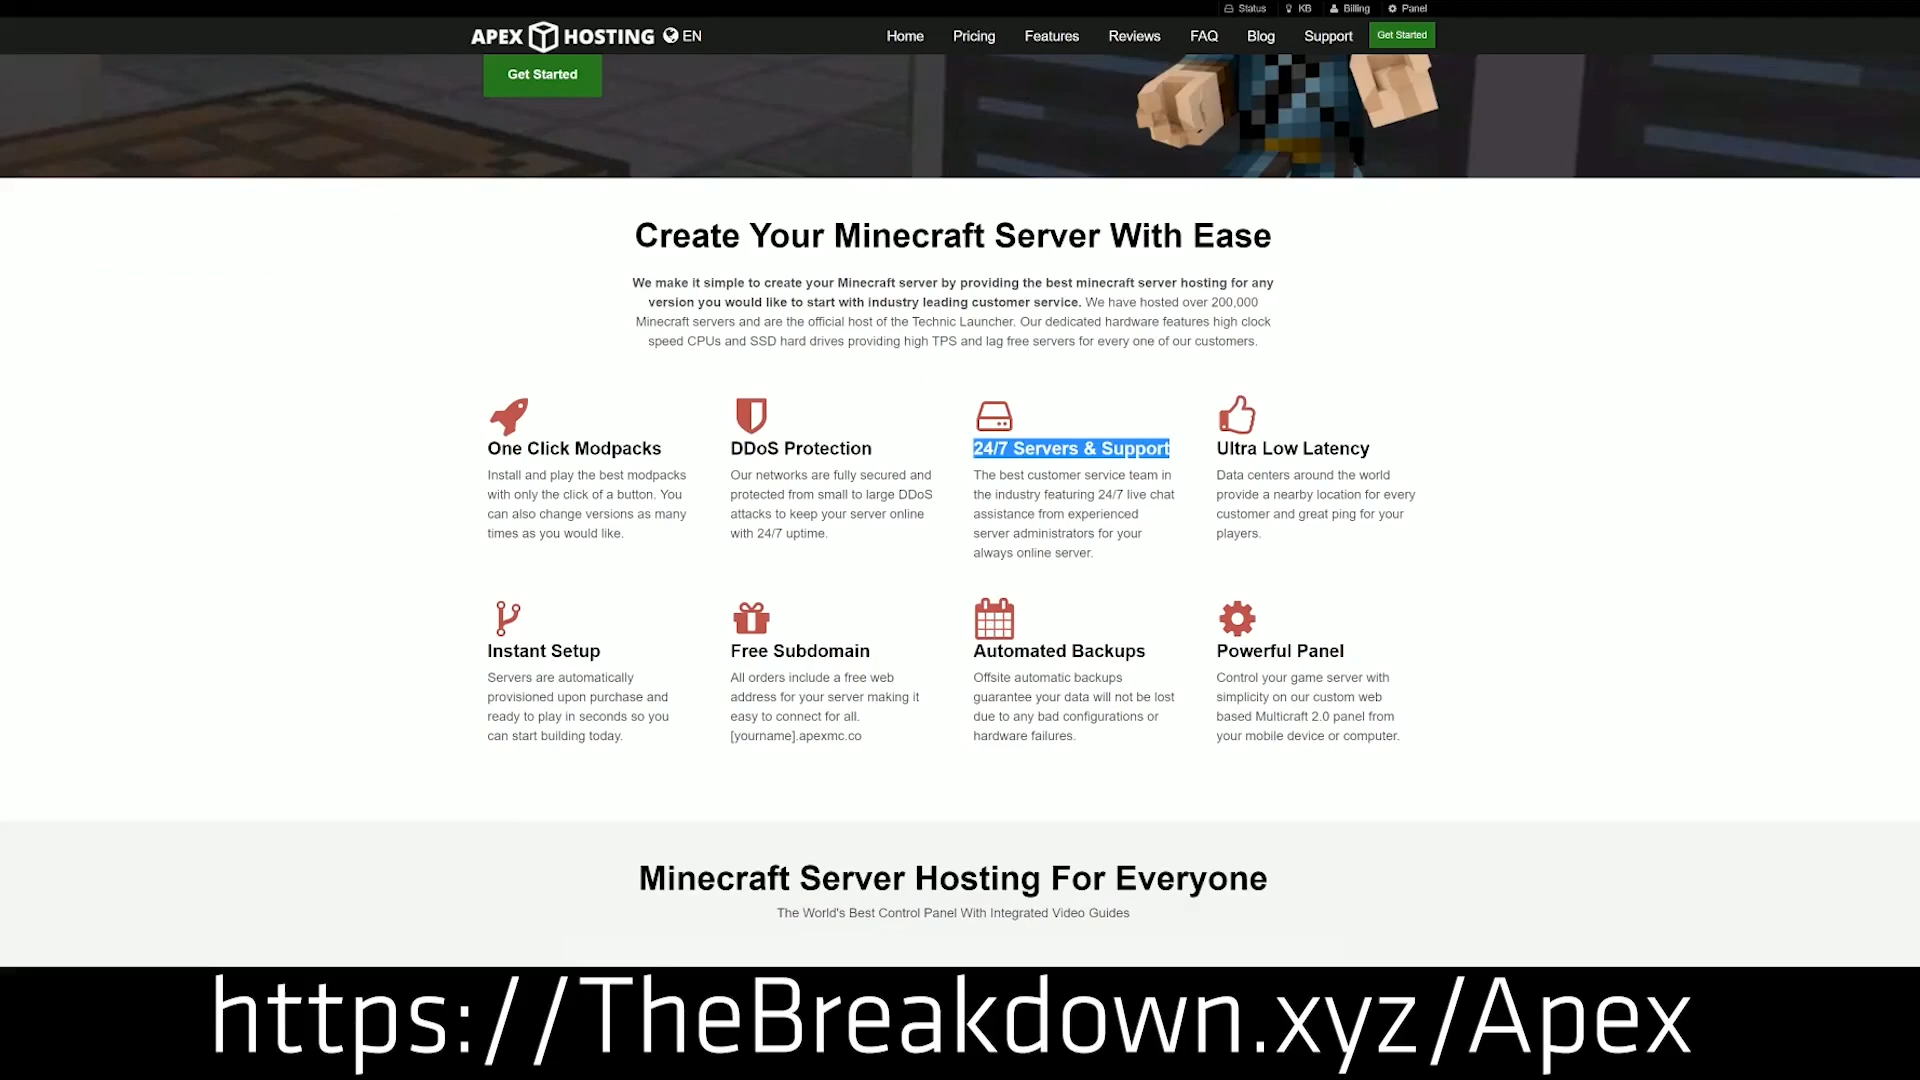 Status KB Billing Panel
APEX HOSTING EN Home Pricing Features Reviews FAQ Blog Support Get Started
Get Started
Create Your Minecraft Server With Ease
We make it simple to create your Minecraft server by providing the best minecraft server hosting for any
version you would like to start with industry leading customer service. We have hosted over 200,000
Minecraft servers and are the official host of the Technic Launcher. Our dedicated hardware features high clock
speed CPUs and SSD hard drives providing high TPS and lag free servers for every one of our customers.
One Click Modpacks
Install and play the best modpacks
with only the click of a button. You
can also change versions as many
times as you would like.
DDoS Protection
Our networks are fully secured and
protected from small to large DDoS
attacks to keep your server online
with 24/7 uptime.
24/7 Servers & Support
The best customer service team in
the industry featuring 24/7 live chat
assistance from experienced
server administrators for your
always online server.
Ultra Low Latency
Data centers around the world
provide a nearby location for every
customer and great ping for your
players.
Instant Setup
Servers are automatically
provisioned upon purchase and
ready to play in seconds so you
can start building today.
Free Subdomain
All orders include a free web
address for your server making it
easy to connect for all.
[yourname].apexmc.co
Automated Backups
Offsite automatic backups
guarantee your data will not be lost
due to any bad configurations or
hardware failures.
Powerful Panel
Control your game server with
simplicity on our custom web
based Multicraft 2.0 panel from
your mobile device or computer.
Minecraft Server Hosting For Everyone
The World's Best Control Panel With Integrated Video Guides
https://TheBreakdown.xyz/Apex